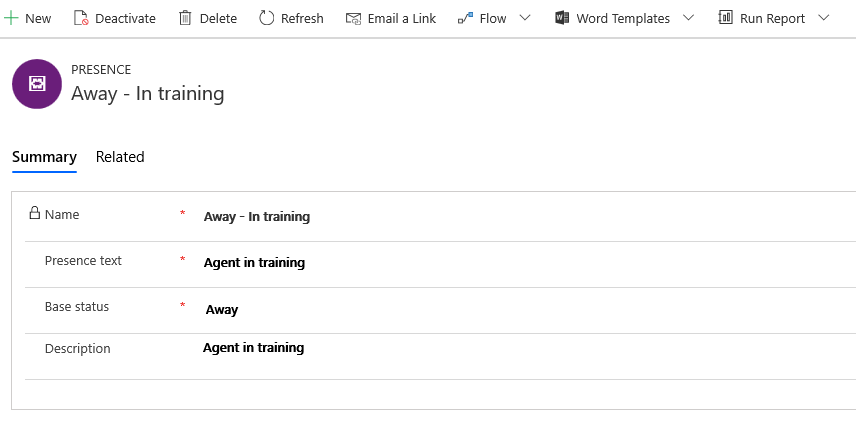 New Deactivate Delete Refresh Email a Link Flow Word Templates Run Report
PRESENCE
Away - In training
Summary Related
Name * Away - In training
Presence text * Agent in training
Base status * Away
Description Agent in training